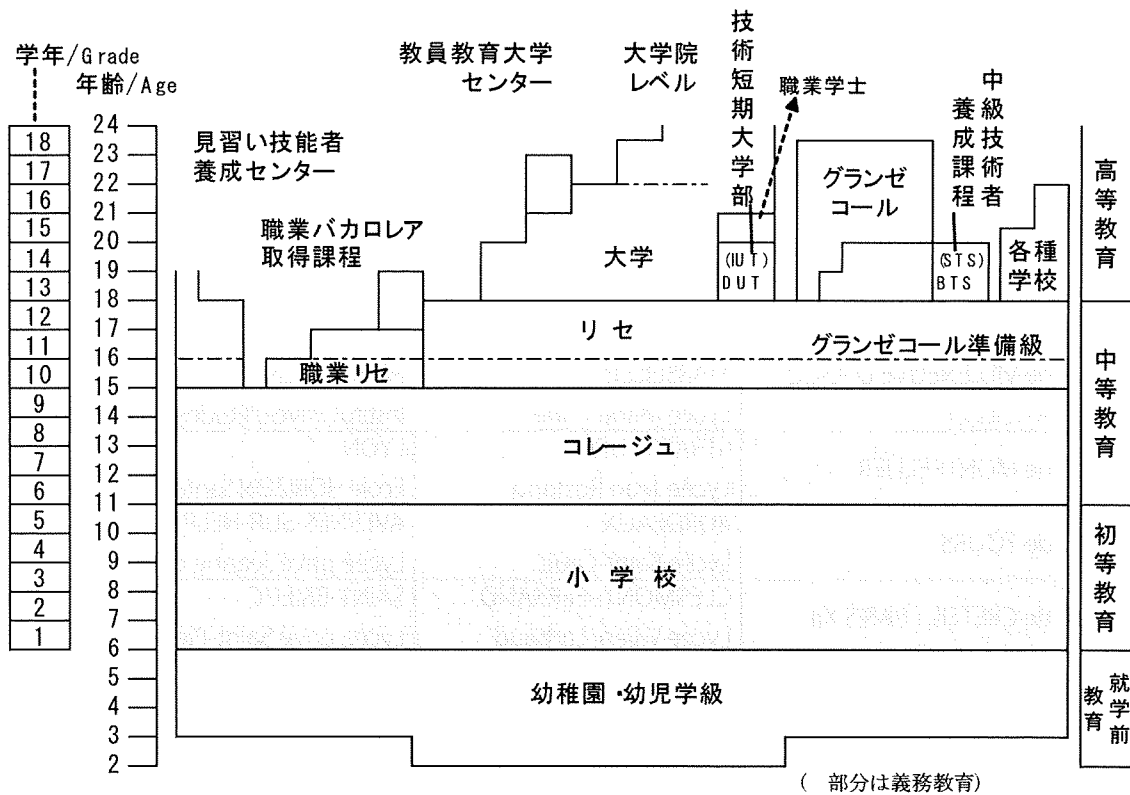 学年/Grade
年齢/Age
教員教育大学
センター
大学院
レベル
技術短期大学部
職業学士
中級技術者
養成課程
見習い技能者
養成センター
職業バカロレア
取得課程
大学
(IUT)
DUT
グランゼ
コール
(STS)
BTS
各種
学校
高等教育
リセ
グランゼコール準備級
職業リセ
中等教育
コレージュ
小学校
初等教育
幼稚園・幼児学級
就学前
教育
18
17
16
15
14
13
12
11
10
9
8
7
6
5
4
3
2
1
24
23
22
21
20
19
18
17
16
15
14
13
12
11
10
9
8
7
6
5
4
3
2
( 部分は義務教育)